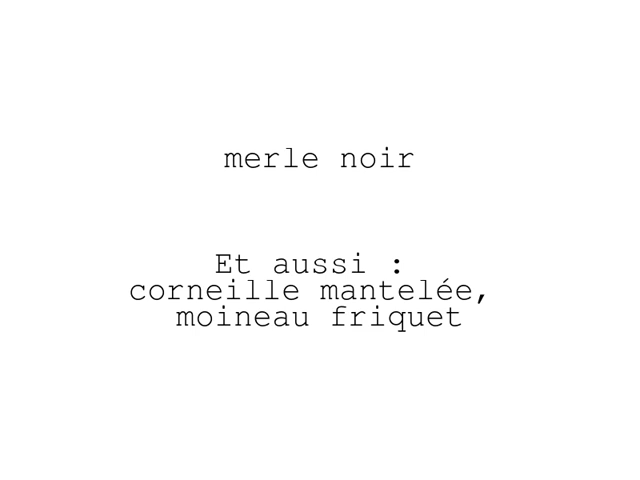 merle noir
Et aussi :
corneille mantelée,
moineau friquet